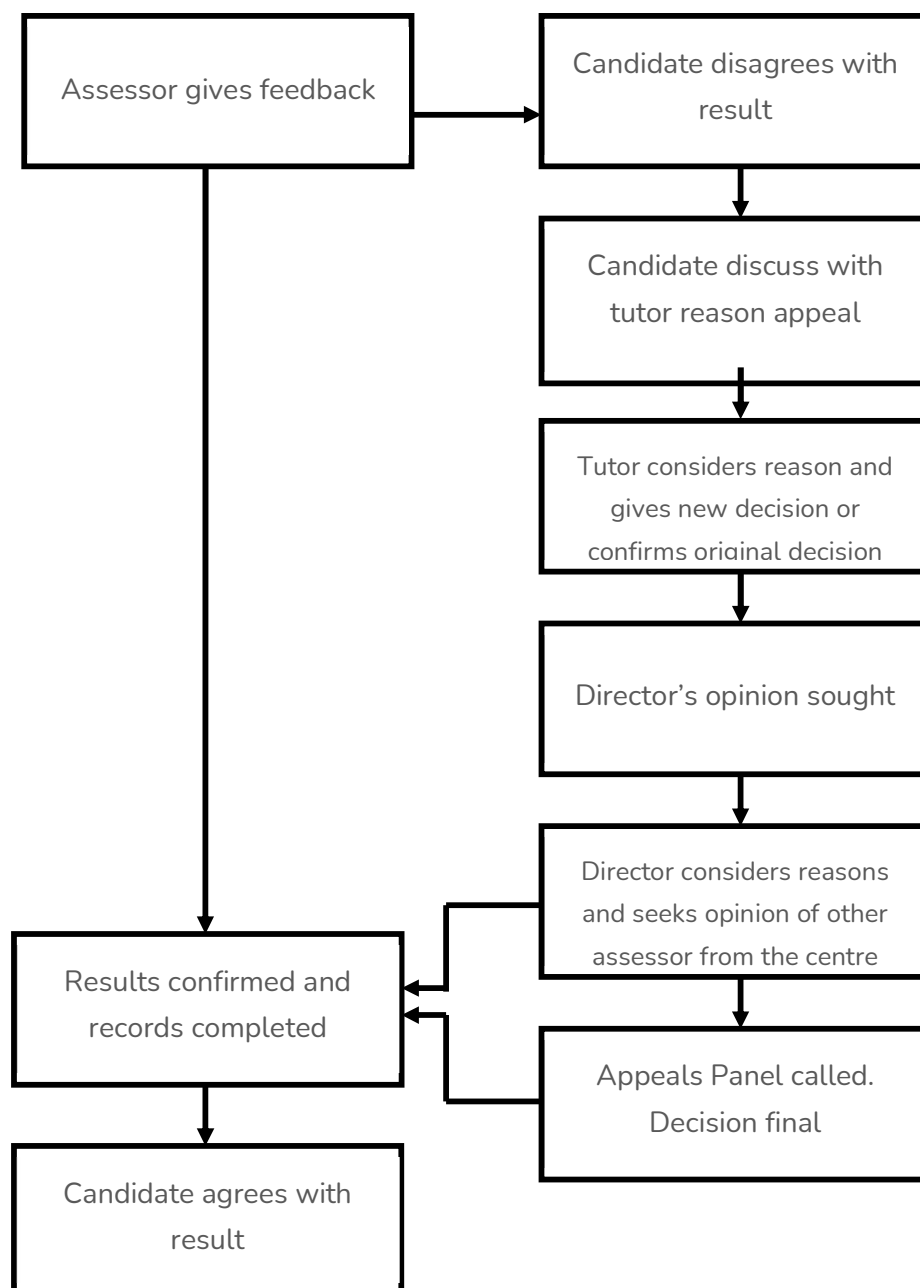 Assessor gives feedback
Candidate disagrees with
result
Candidate discuss with
tutor reason appeal
Tutor considers reason and
gives new decision or
confirms original decision
Director’s opinion sought
Director considers reasons
and seeks opinion of other
assessor from the centre
Results confirmed and
records completed
Appeals Panel called.
Decision final
Candidate agrees with
result